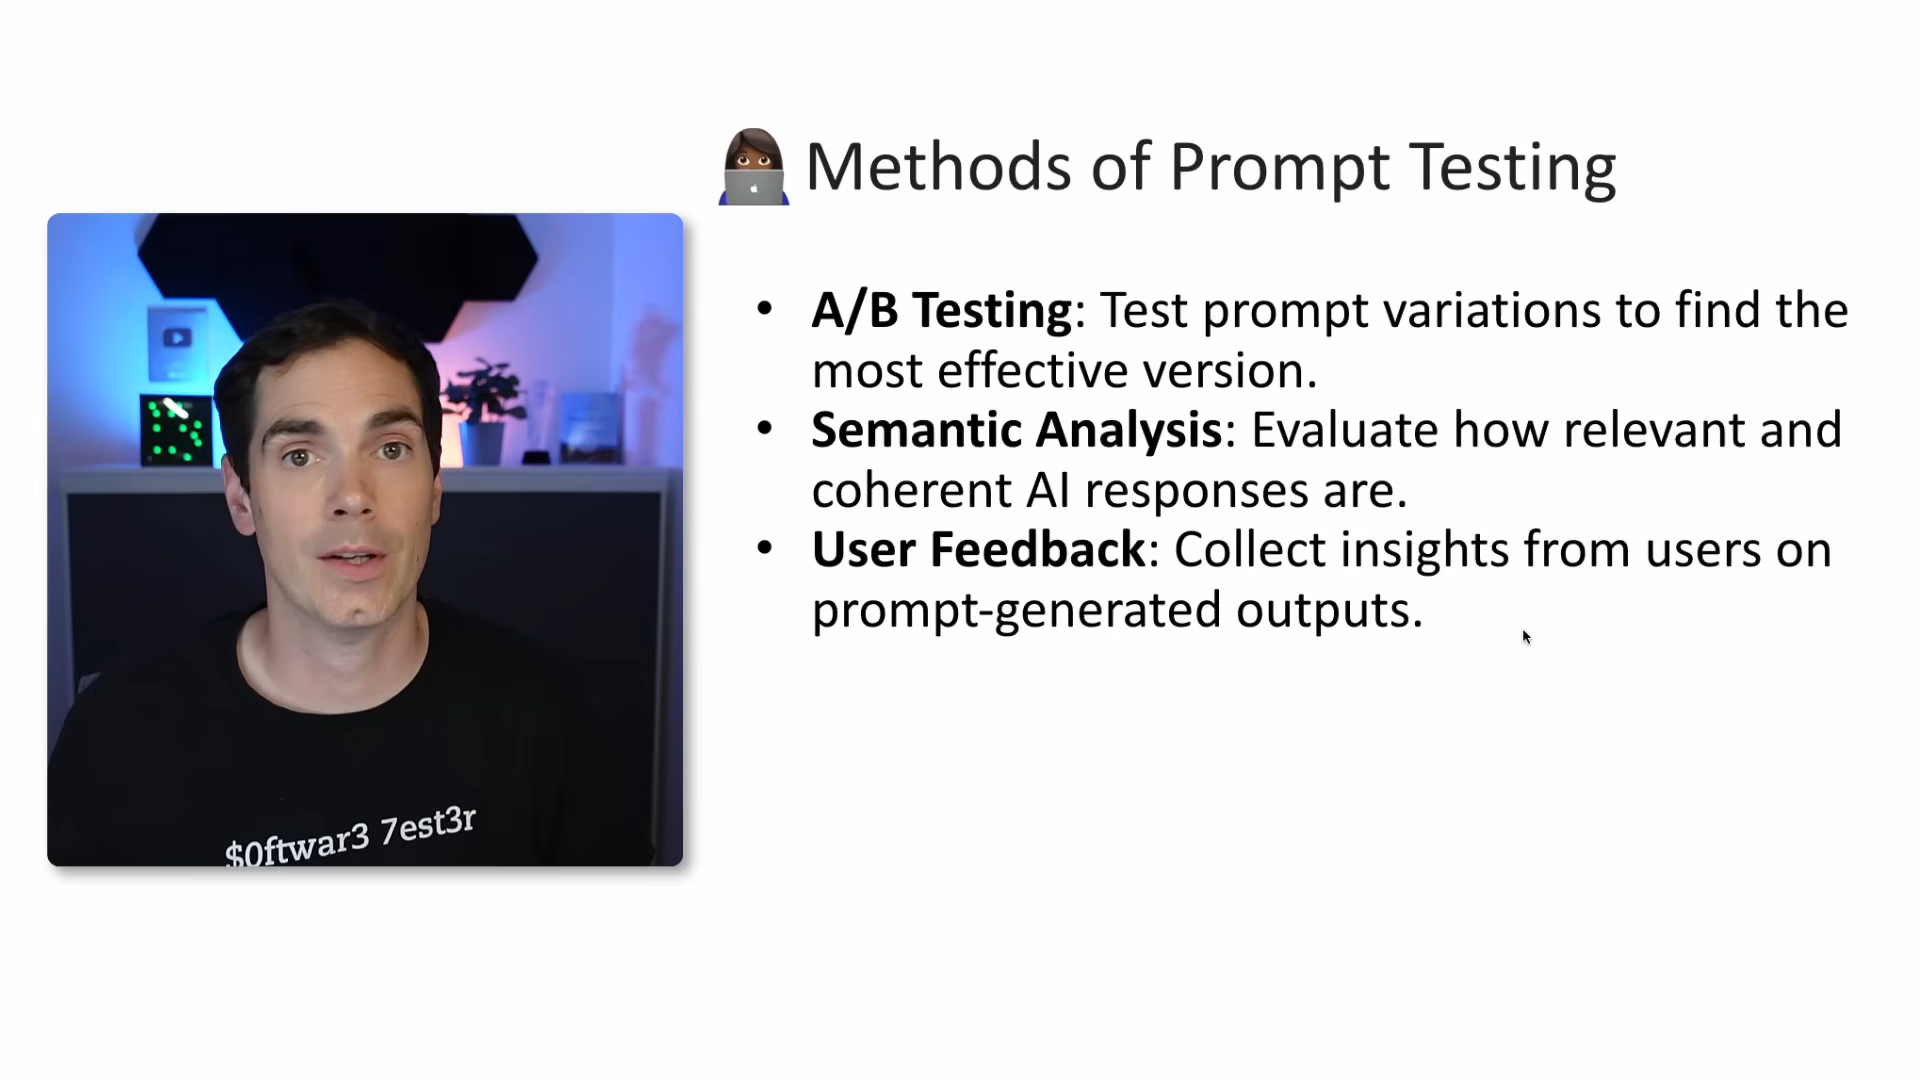 Methods of Prompt Testing
• A/B Testing: Test prompt variations to find the
most effective version.
• Semantic Analysis: Evaluate how relevant and
coherent AI responses are.
• User Feedback: Collect insights from users on
prompt-generated outputs.
$0ftwar3 7est3r